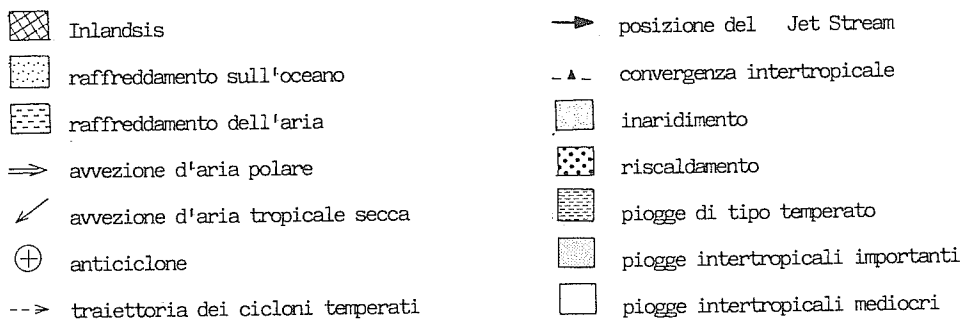 Inlandsis
raffreddamento sull'oceano
raffreddamento dell'aria
avvezione d'aria polare
avvezione d'aria tropicale secca
anticiclone
traiettoria dei cicloni temperati
posizione del Jet Stream
convergenza intertropicale
inaridimento
riscaldamento
piogge di tipo temperato
piogge intertropicali importanti
piogge intertropicali mediocri